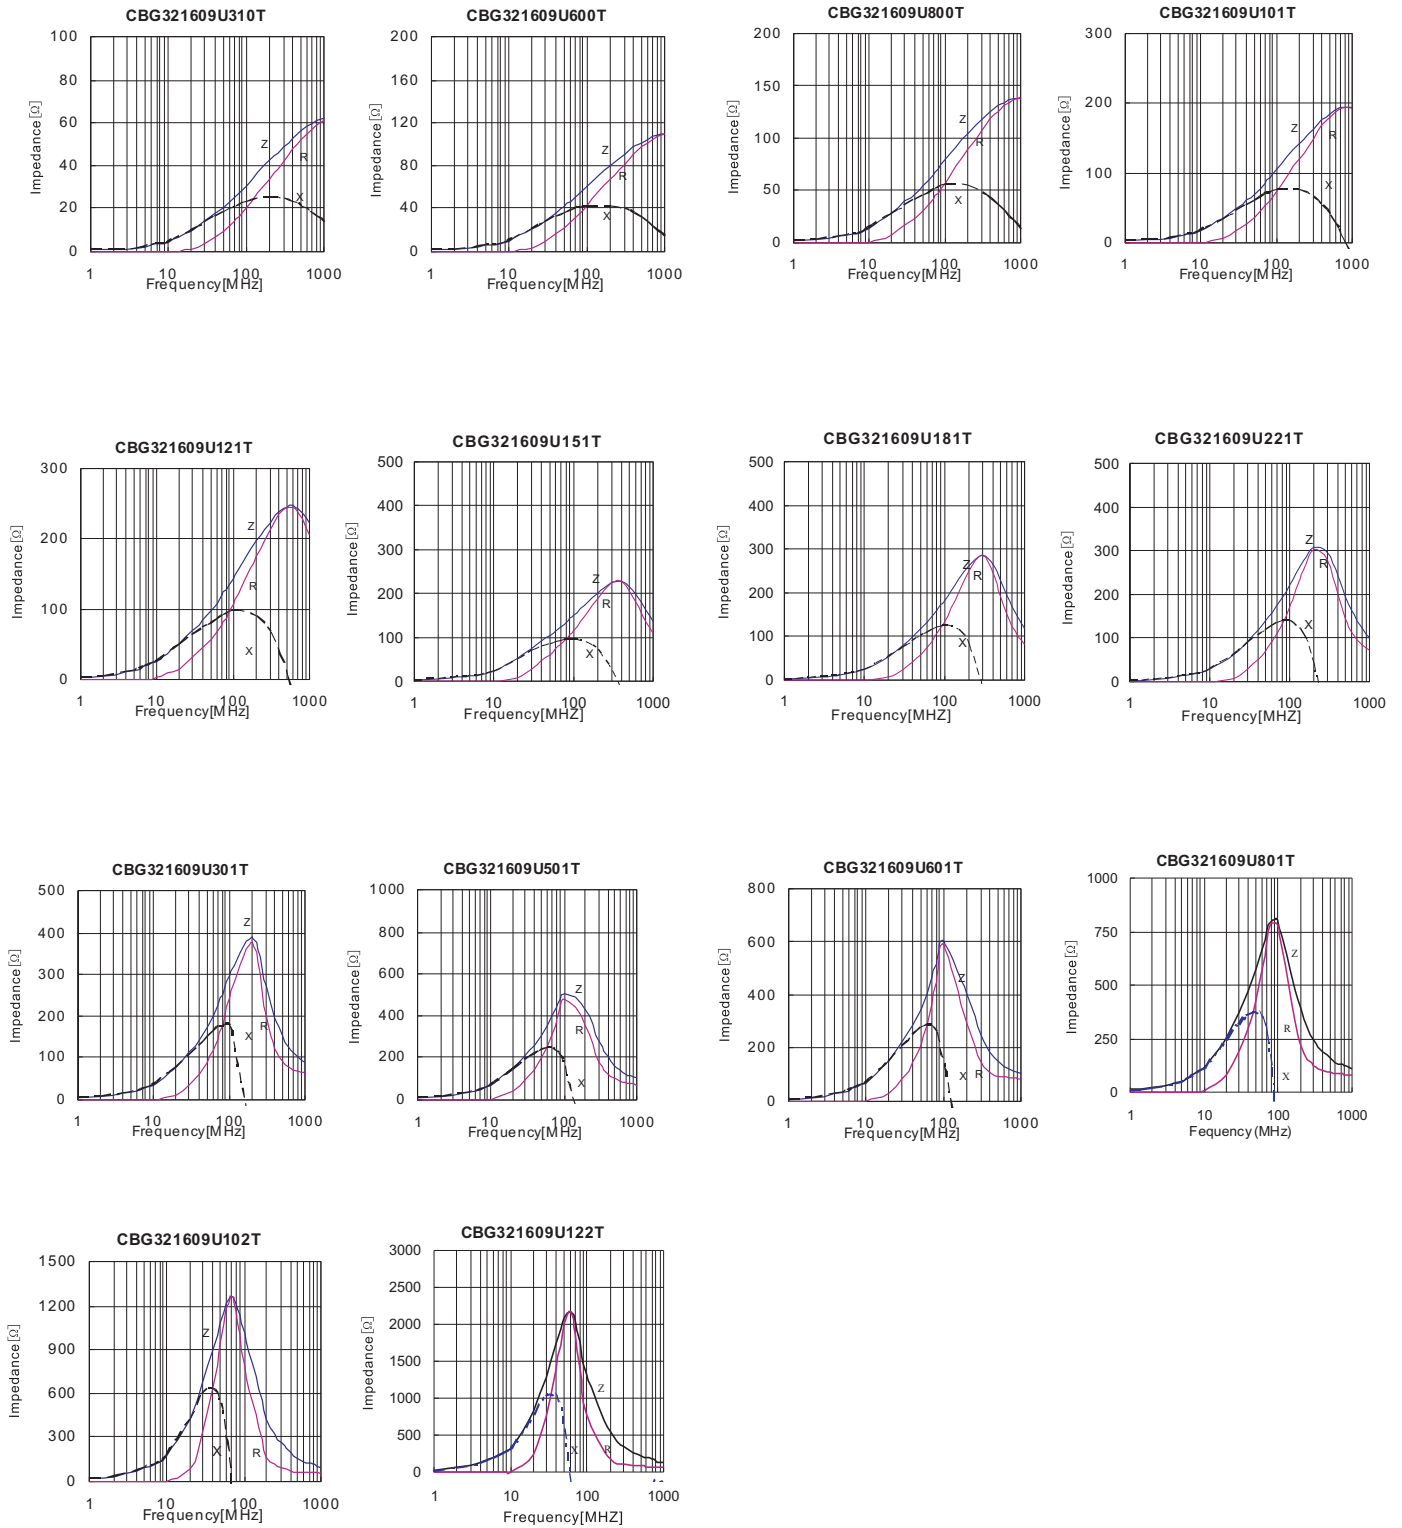 CBG321609U310T
Impedance[Ω]
100
80
60
40
20
0
Z
R
X
1 10 100 1000
Frequency[MHz]
CBG321609U600T
Impedance[Ω]
200
160
120
80
40
0
Z
R
X
1 10 100 1000
Frequency[MHz]
CBG321609U800T
Impedance[Ω]
200
150
100
50
0
Z
R
X
1 10 100 1000
Frequency[MHz]
CBG321609U101T
Impedance[Ω]
300
200
100
0
Z
R
X
1 10 100 1000
Frequency[MHz]
CBG321609U121T
Impedance[Ω]
300
200
100
0
Z
R
X
1 10 100 1000
Frequency[MHZ]
CBG321609U151T
Impedance[Ω]
500
400
300
200
100
0
Z
R
X
1 10 100 1000
Frequency[MHZ]
CBG321609U181T
Impedance[Ω]
500
400
300
200
100
0
Z
R
X
1 10 100 1000
Frequency[MHZ]
CBG321609U221T
Impedance[Ω]
500
400
300
200
100
0
Z
R
X
1 10 100 1000
Frequency[MHZ]
CBG321609U301T
Impedance[Ω]
500
400
300
200
100
0
Z
R
X
1 10 100 1000
Frequency[MHz]
CBG321609U501T
Impedance[Ω]
1000
800
600
400
200
0
Z
R
X
1 10 100 1000
Frequency[MHz]
CBG321609U601T
Impedance[Ω]
800
600
400
200
0
Z
X R
1 10 100 1000
Frequency[MHz]
CBG321609U801T
Impedance[Ω]
1000
750
500
250
0
Z
R
X
1 10 100 1000
Fequency(MHz)
CBG321609U102T
Impedance[Ω]
1500
1200
900
600
300
0
Z
X R
1 10 100 1000
Frequency[MHz]
CBG321609U122T
Impedance[Ω]
3000
2500
2000
1500
1000
500
0
Z
X R
1 10 100 1000
Frequency[MHZ]